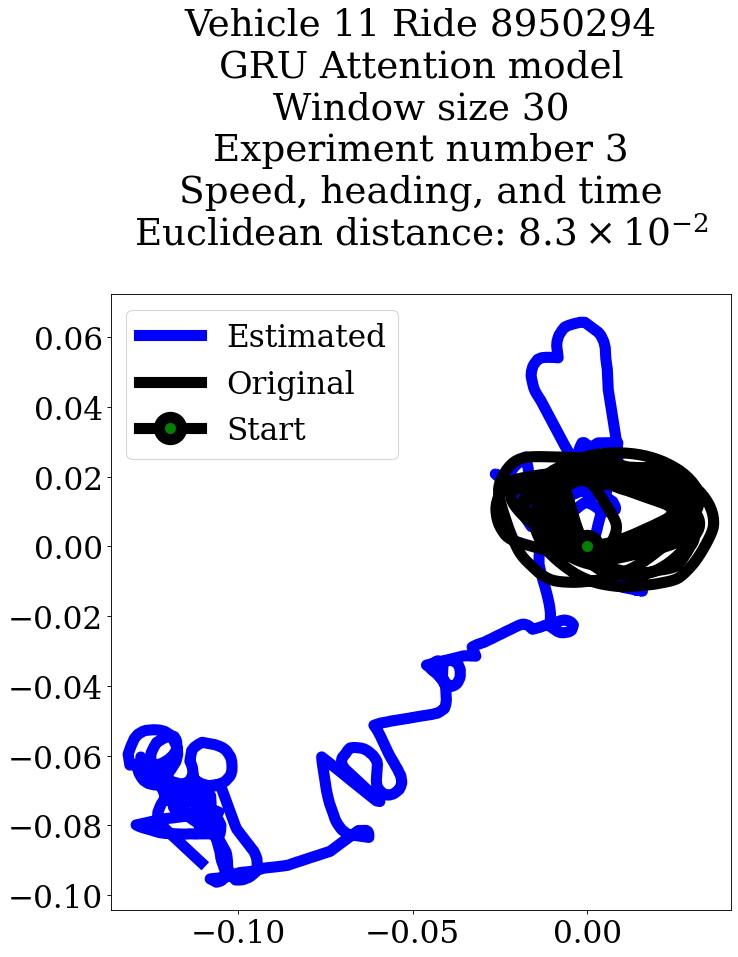 Vehicle 11 Ride 8950294
GRU Attention model
Window size 30
Experiment number 3
Speed, heading, and time
Euclidean distance: 8.3 × 10⁻²
Estimated
Original
Start
0.06
0.04
0.02
0.00
−0.02
−0.04
−0.06
−0.08
−0.10
−0.10
−0.05
0.00